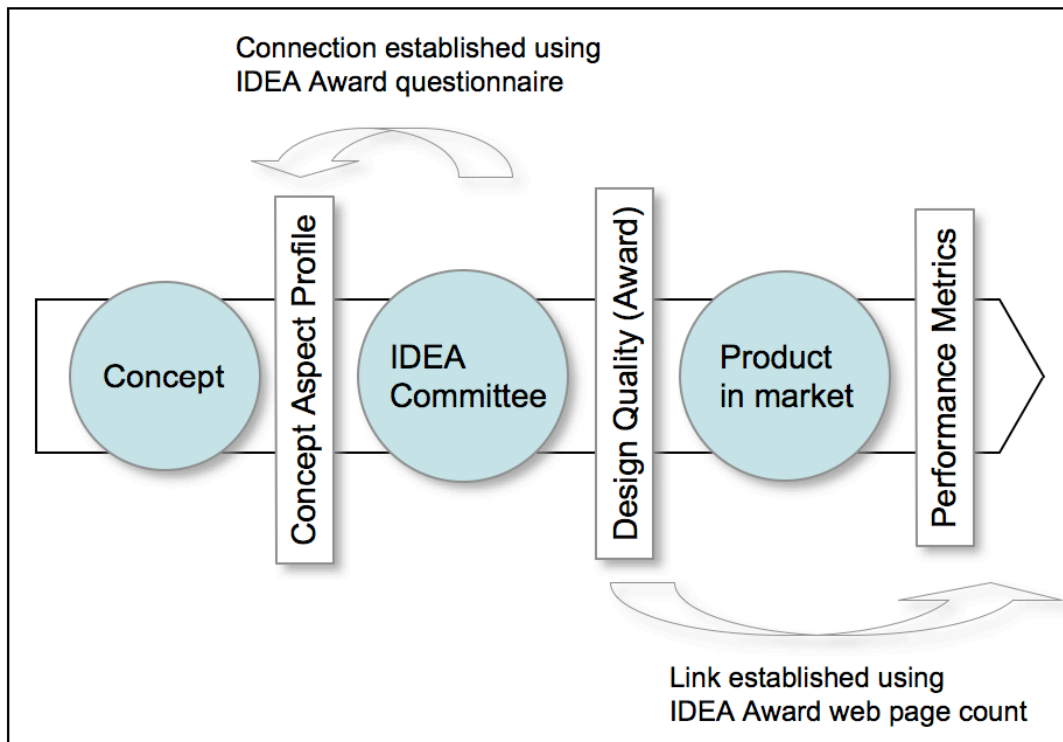 Connection established using
IDEA Award questionnaire
Concept
Concept Aspect Profile
IDEA
Committee
Design Quality (Award)
Product
in market
Performance Metrics
Link established using
IDEA Award web page count